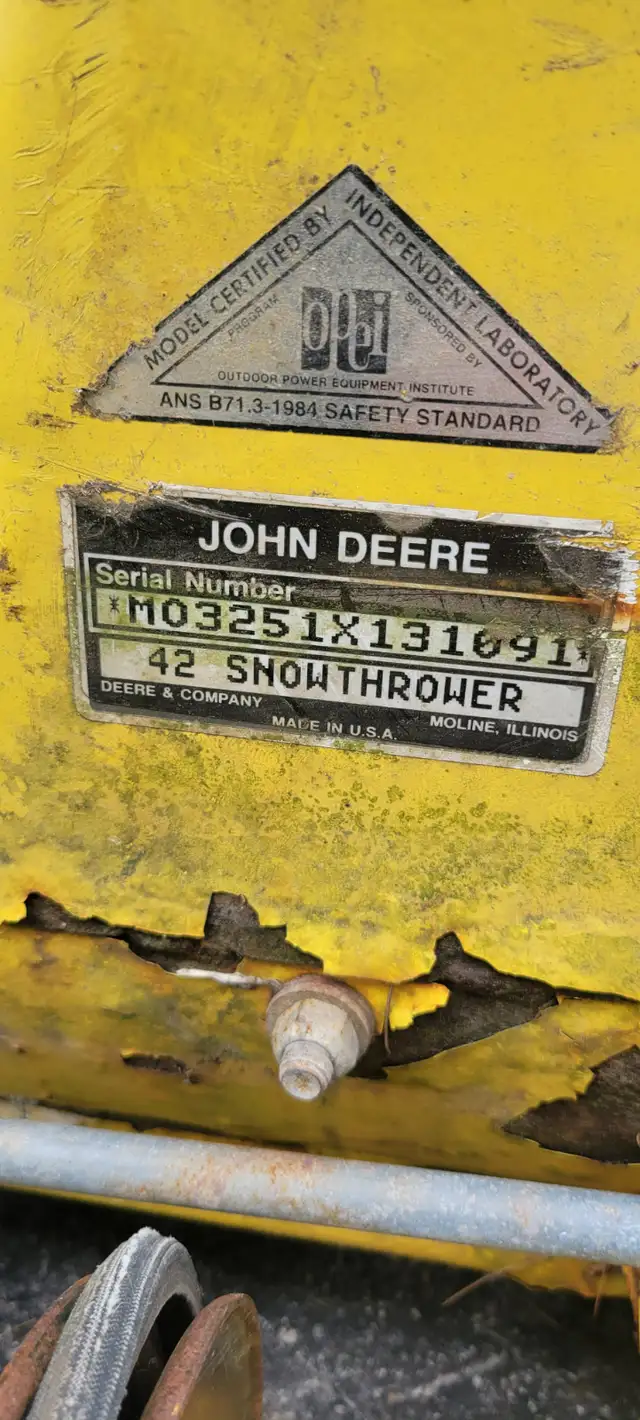 MODEL CERTIFIED BY INDEPENDENT LABORATORY
PROGRAM SPONSORED BY
opei
OUTDOOR POWER EQUIPMENT INSTITUTE
ANS B71.3-1984 SAFETY STANDARD
JOHN DEERE
Serial Number
*M03251X131091*
42 SNOWTHROWER
DEERE & COMPANY MOLINE, ILLINOIS
MADE IN U.S.A.